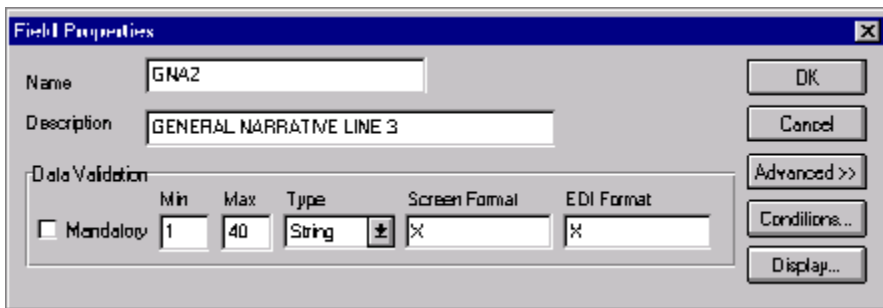 Field Properties
Name GNA2 OK
Description GENERAL NARRATIVE LINE 3 Cancel
Data Validation Advanced >>
Min Max Type Screen Format EDI Format
Mandatory 1 40 String X X Conditions...
Display...